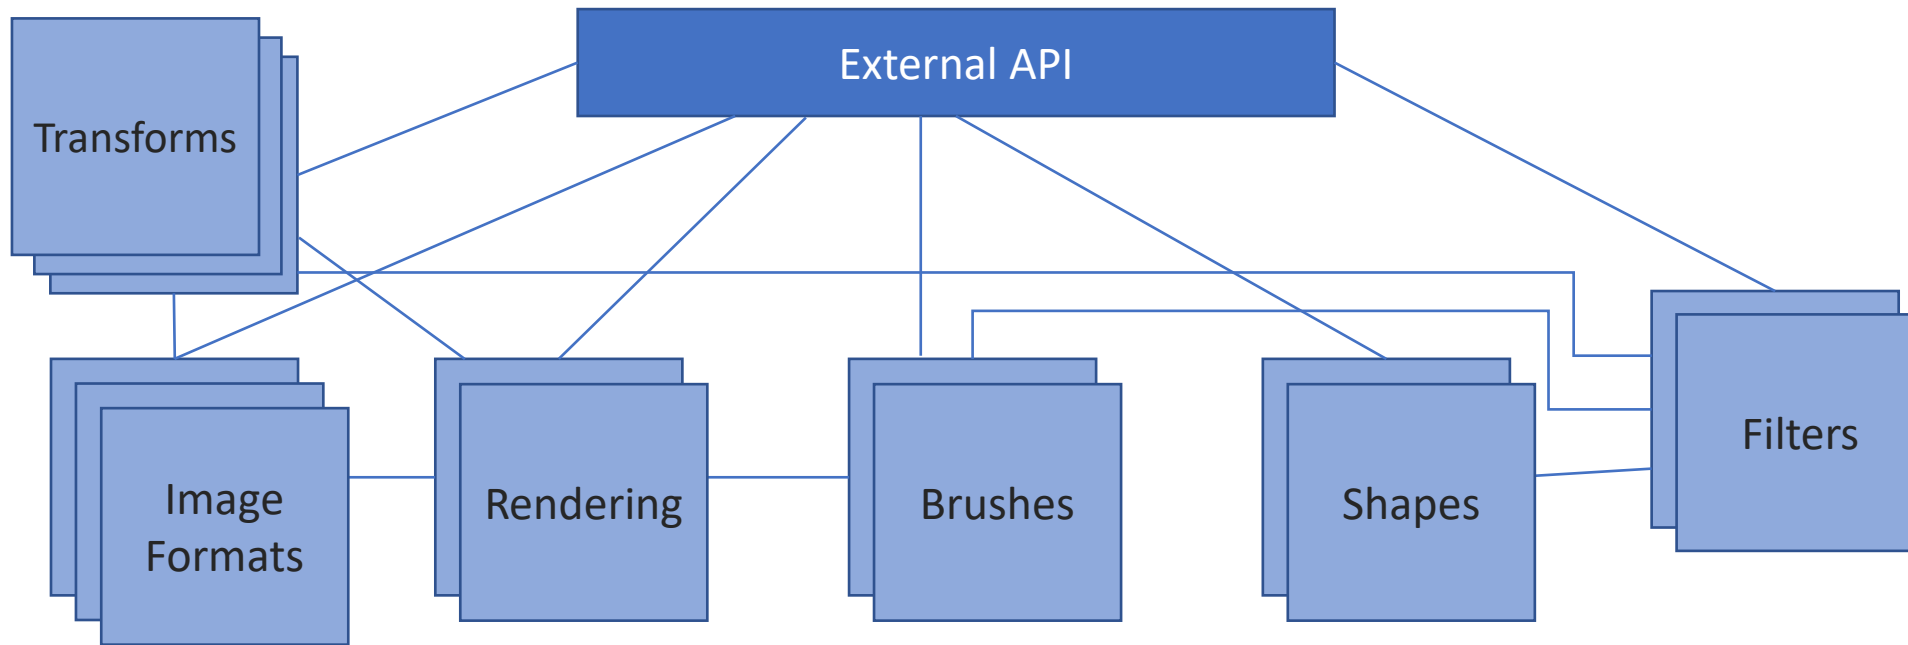 External API
Transforms
Image
Formats
Rendering
Brushes
Shapes
Filters